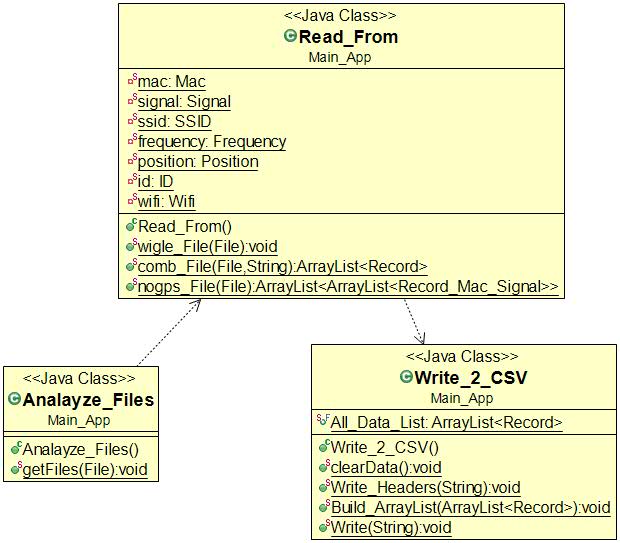 <<Java Class>>
Read_From
Main_App
mac: Mac
signal: Signal
ssid: SSID
frequency: Frequency
position: Position
id: ID
wifi: Wifi
Read_From()
wigle_File(File):void
comb_File(File,String):ArrayList<Record>
nogps_File(File):ArrayList<ArrayList<Record_Mac_Signal>>
<<Java Class>>
Analayze_Files
Main_App
Analayze_Files()
getFiles(File):void
<<Java Class>>
Write_2_CSV
Main_App
All_Data_List: ArrayList<Record>
Write_2_CSV()
clearData():void
Write_Headers(String):void
Build_ArrayList(ArrayList<Record>):void
Write(String):void